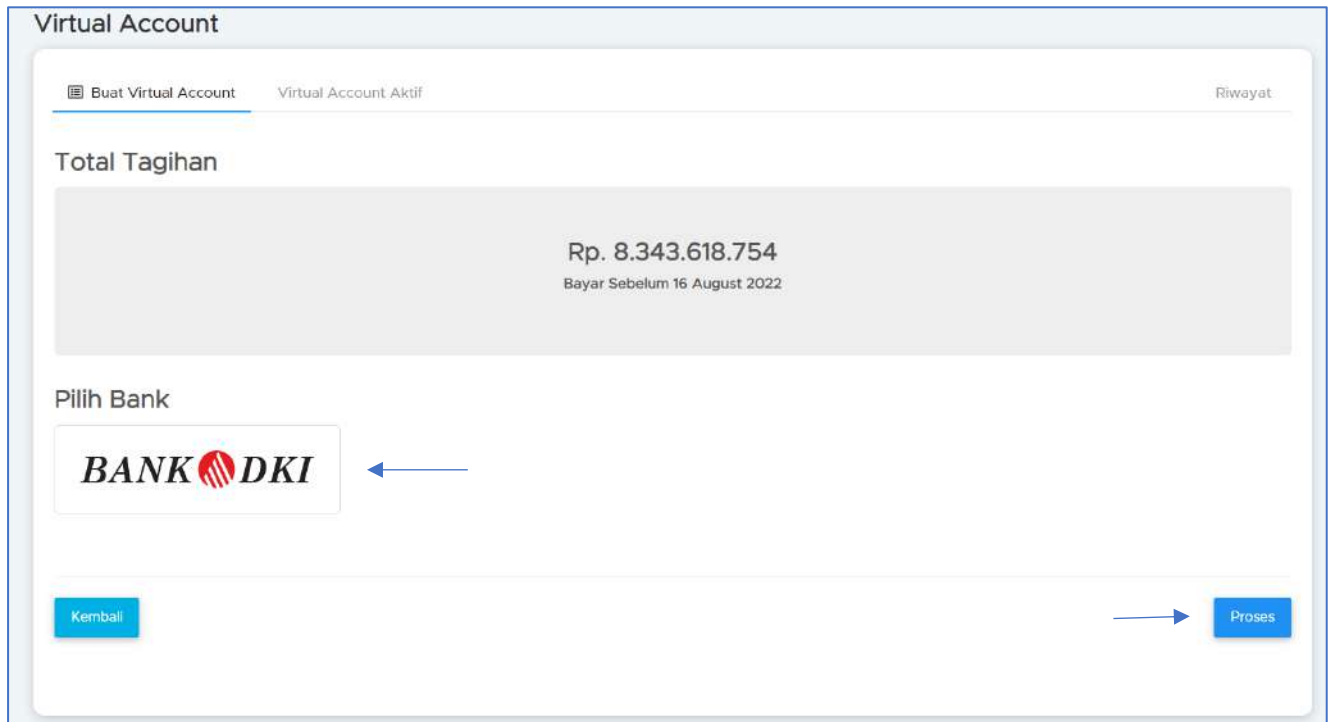 Virtual Account
Buat Virtual Account Virtual Account Aktif Riwayat
Total Tagihan
Rp. 8.343.618.754
Bayar Sebelum 16 August 2022
Pilih Bank
BANK DKI
Kembali Proses